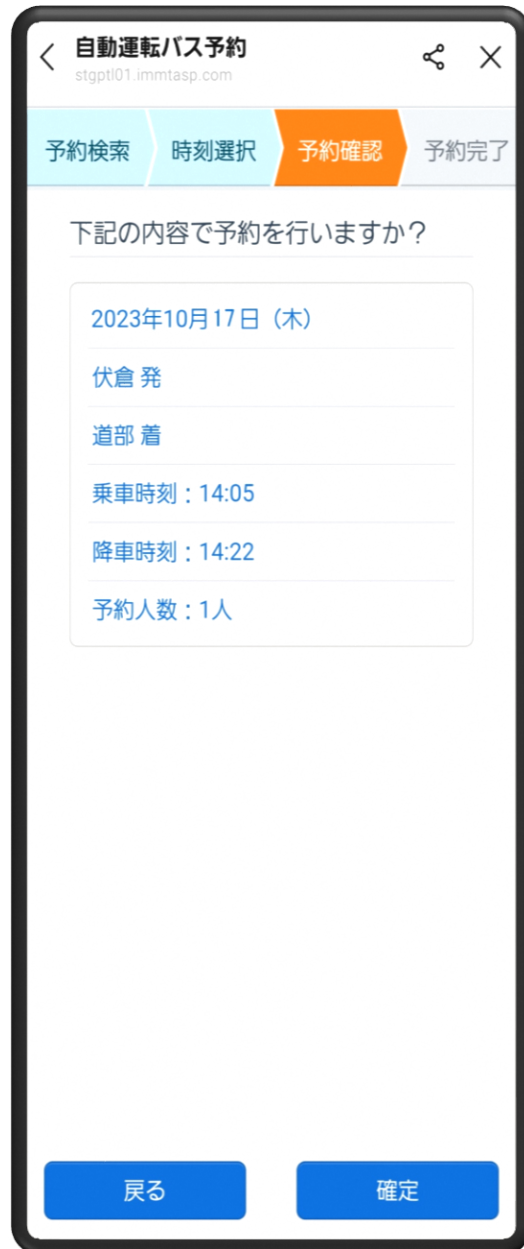 自動運転バス予約
stgptl01.immtasp.com
予約検索 時刻選択 予約確認 予約完了
下記の内容で予約を行いますか？
2023年10月17日（木）
伏倉 発
道部 着
乗車時刻：14:05
降車時刻：14:22
予約人数：1人
戻る 確定